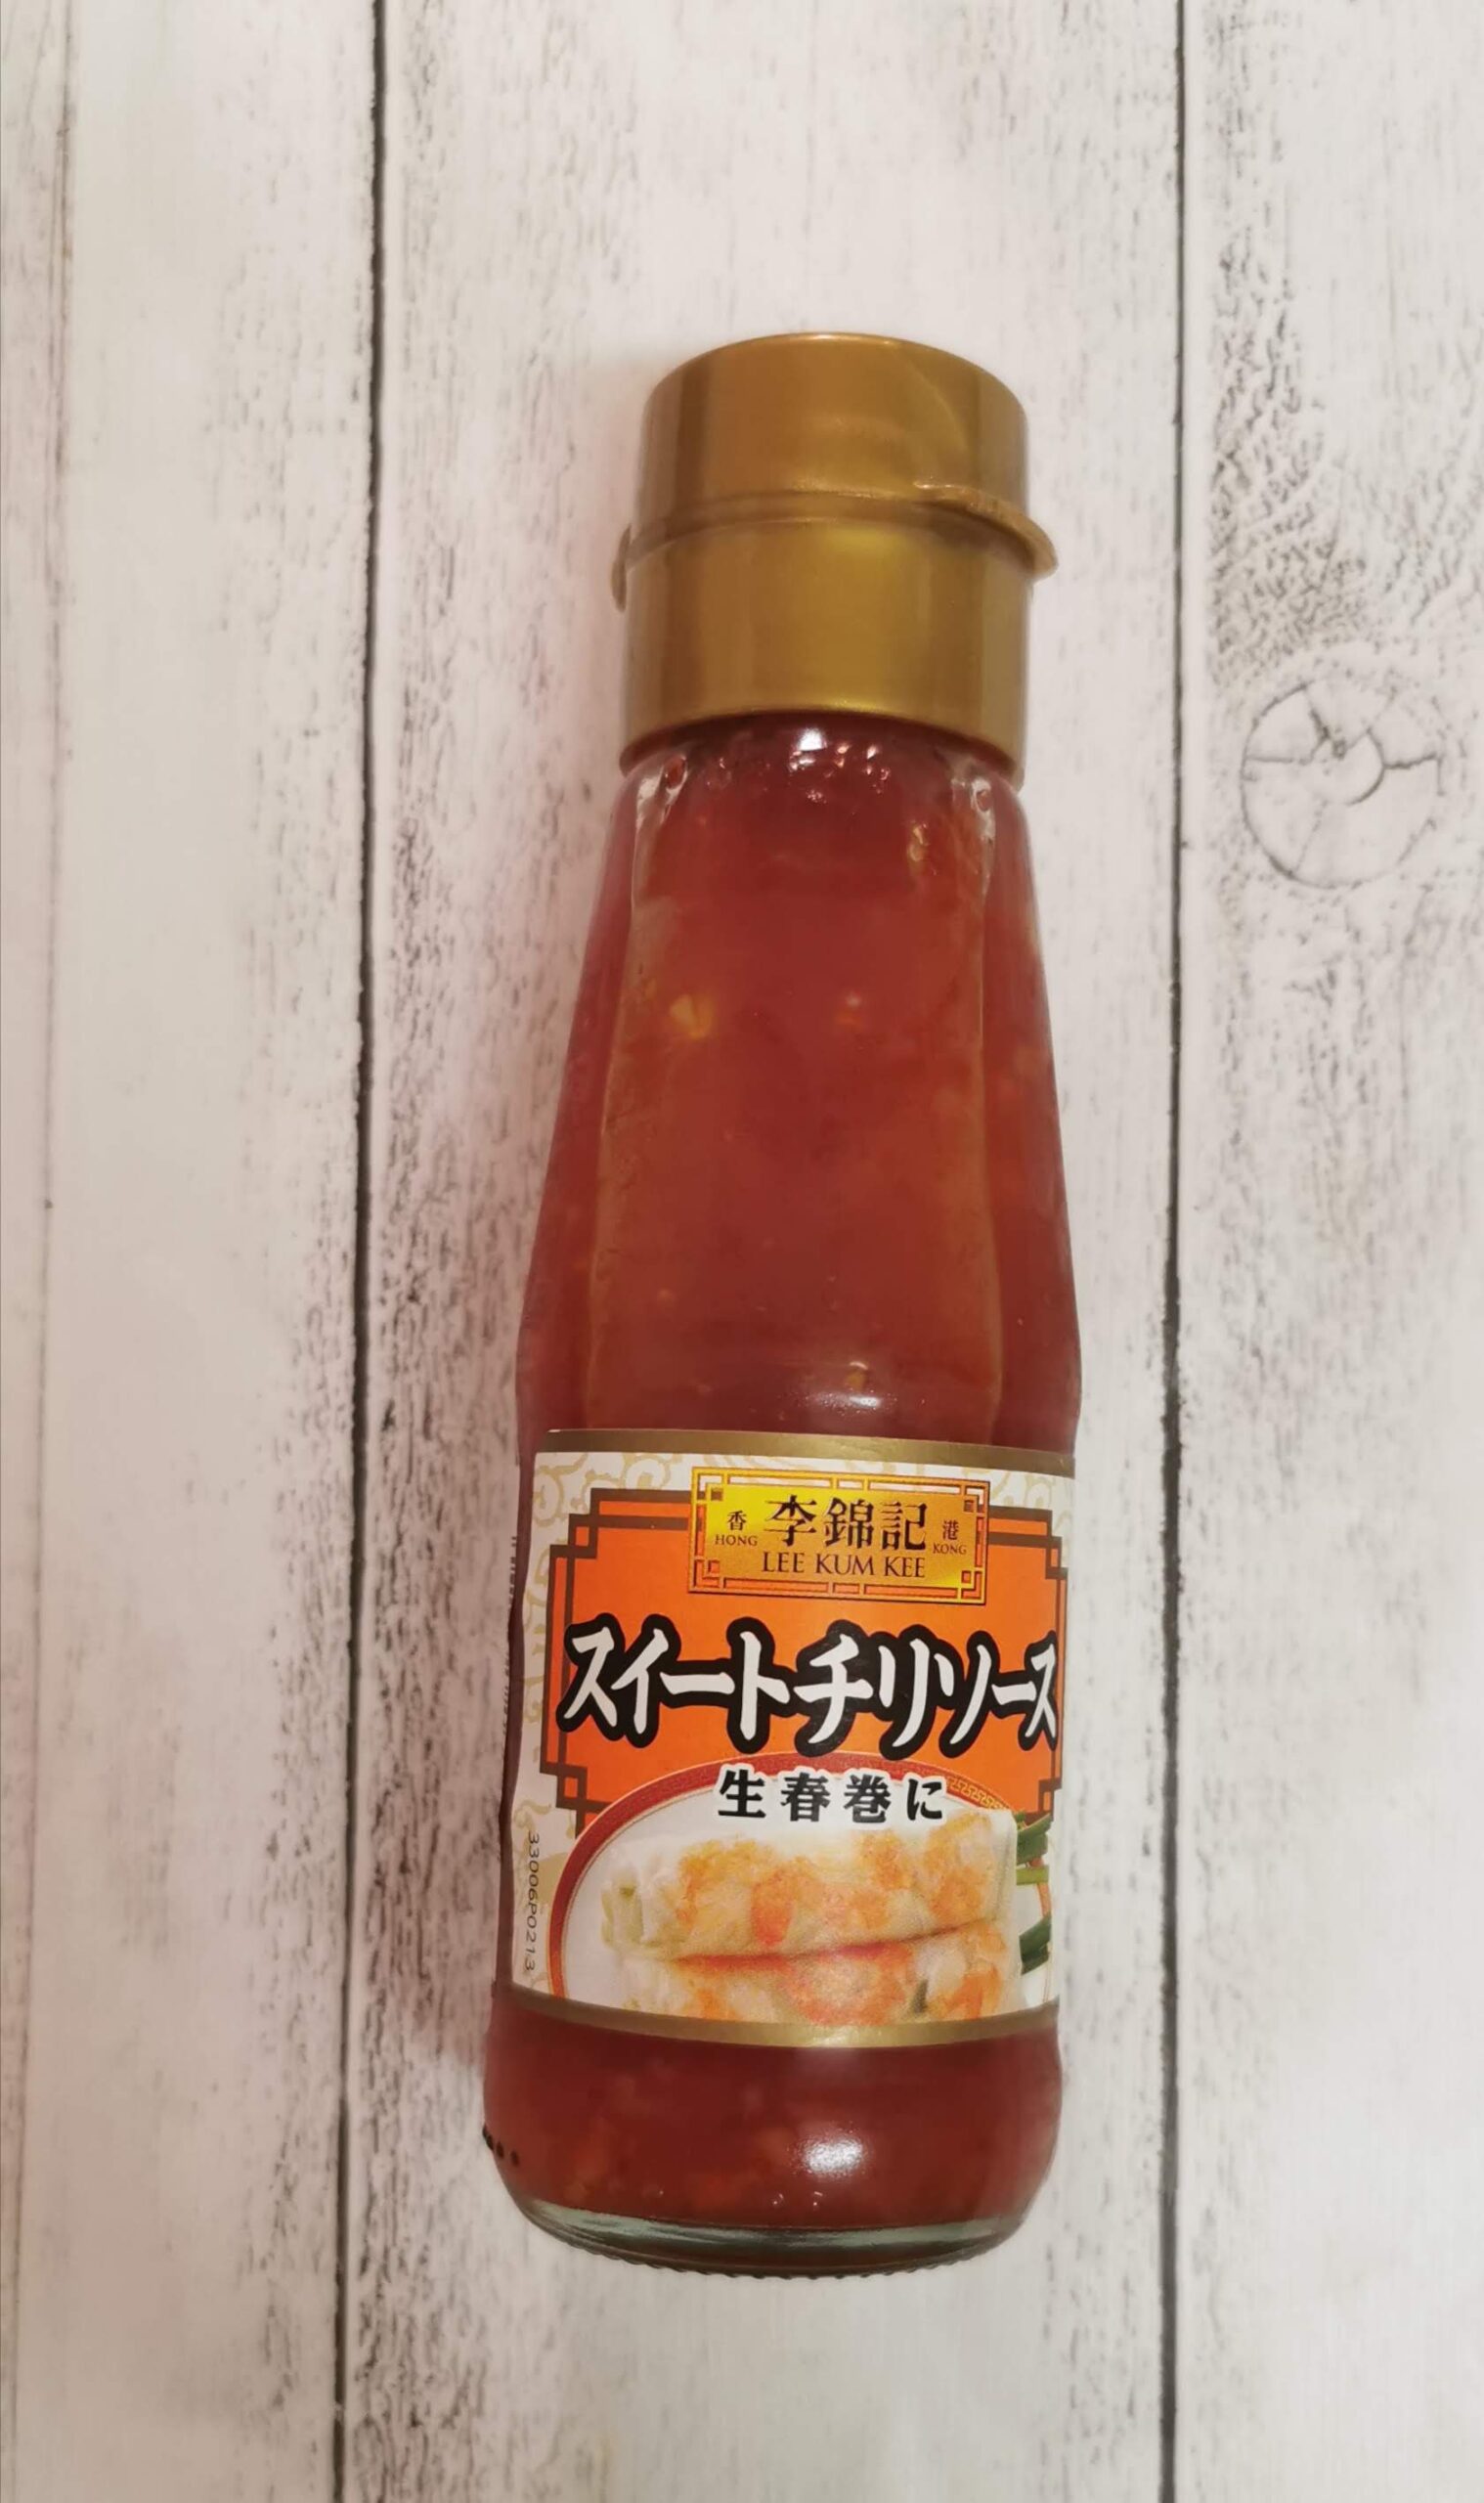 香 李錦記 港
HONG LEE KUM KEE KONG
スイートチリソース
生春巻に
33006P0213